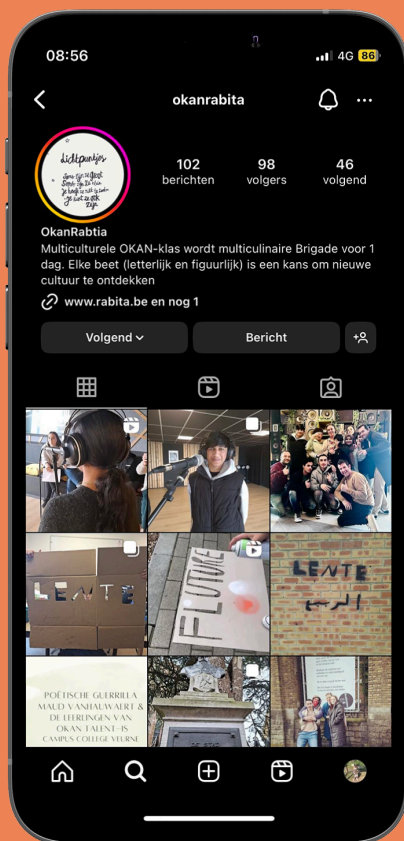 08:56
4G 86
okanrabita
lichtpuntjes
102 98 46
berichten volgers volgend
OkanRabtia
Multiculturele OKAN-klas wordt multiculinaire Brigade voor 1
dag. Elke beet (letterlijk en figuurlijk) is een kans om nieuwe
cultuur te ontdekken
www.rabita.be en nog 1
Volgend
Bericht
LENTE
FLUTURE
LENTE
الربيع
POËTISCHE GUERRILLA
MAUD VANHAUWAERT &
DE LEERLINGEN VAN
OKAN TALENT-IS
CAMPUS COLLEGE VEURNE